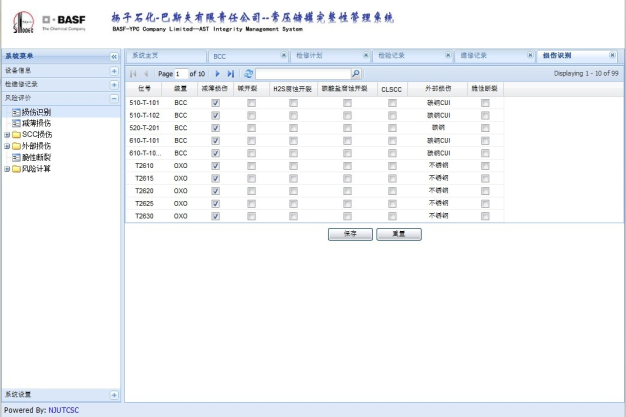 BASF
The Chemical Company
扬子石化-巴斯夫有限责任公司--常压储罐完整性管理系统
BASF-YPC Company Limited--AST Integrity Management System
系统菜单
设备信息
检维修记录
风险评价
损伤识别
减薄损伤
SCC损伤
外部损伤
脆性断裂
风险计算
系统设置
系统主页 BCC 检修计划 检验记录 维修记录 损伤识别
Page 1 of 10
Displaying 1 - 10 of 99
位号 装置 减薄损伤 碱开裂 H2S腐蚀开裂 碳酸盐腐蚀开裂 CLSCC 外部损伤 脆性断裂
510-T-101 BCC 碳钢CUI
510-T-102 BCC 碳钢CUI
520-T-201 BCC 碳钢
610-T-101 BCC 碳钢CUI
610-T-10... BCC 碳钢CUI
T2610 OXO 不锈钢
T2615 OXO 不锈钢
T2620 OXO 不锈钢
T2625 OXO 不锈钢
T2630 OXO 不锈钢
保存 重置
Powered By: NJUTCSC